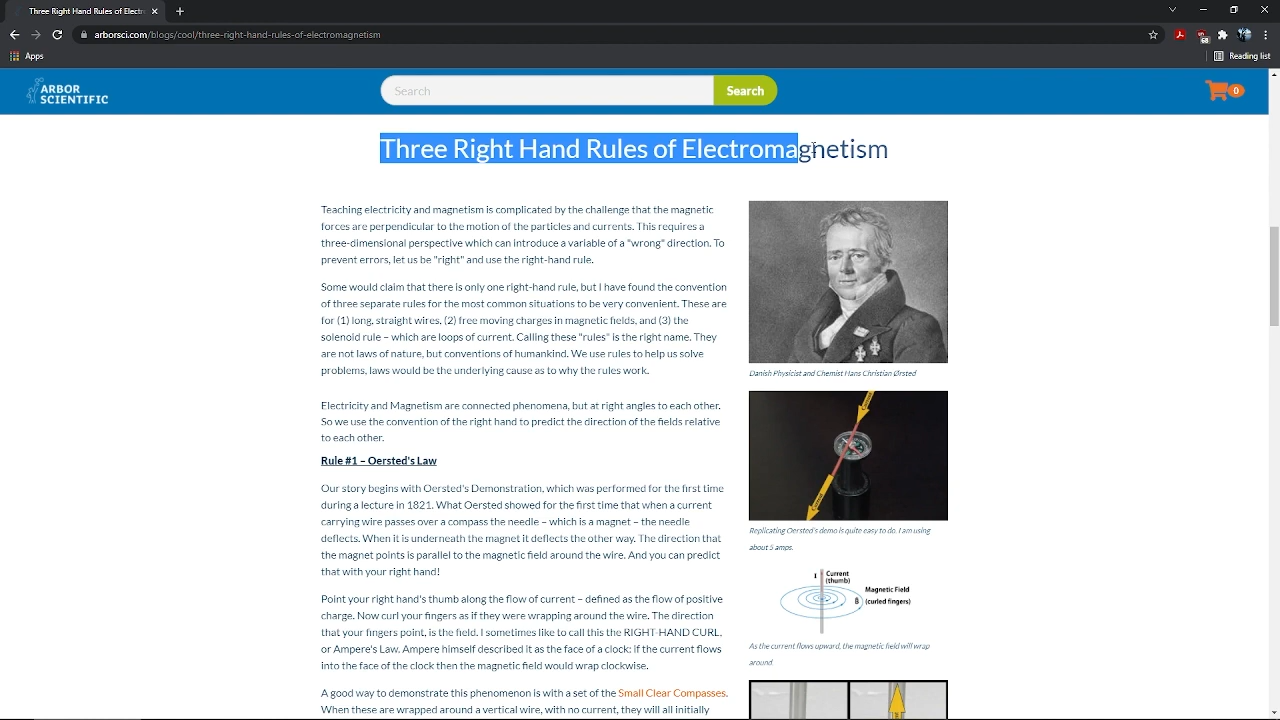 Three Right Hand Rules of Electro
arborsci.com/blogs/cool/three-right-hand-rules-of-electromagnetism
Apps
Reading list
ARBOR
SCIENTIFIC
Search
Search
0
Three Right Hand Rules of Electromagnetism
Teaching electricity and magnetism is complicated by the challenge that the magnetic
forces are perpendicular to the motion of the particles and currents. This requires a
three-dimensional perspective which can introduce a variable of a "wrong" direction. To
prevent errors, let us be "right" and use the right-hand rule.
Some would claim that there is only one right-hand rule, but I have found the convention
of three separate rules for the most common situations to be very convenient. These are
for (1) long, straight wires, (2) free moving charges in magnetic fields, and (3) the
solenoid rule – which are loops of current. Calling these "rules" is the right name. They
are not laws of nature, but conventions of humankind. We use rules to help us solve
problems, laws would be the underlying cause as to why the rules work.
Electricity and Magnetism are connected phenomena, but at right angles to each other.
So we use the convention of the right hand to predict the direction of the fields relative
to each other.
Rule #1 – Oersted's Law
Our story begins with Oersted's Demonstration, which was performed for the first time
during a lecture in 1821. What Oersted showed for the first time that when a current
carrying wire passes over a compass the needle – which is a magnet – the needle
deflects. When it is underneath the magnet it deflects the other way. The direction that
the magnet points is parallel to the magnetic field around the wire. And you can predict
that with your right hand!
Point your right hand's thumb along the flow of current – defined as the flow of positive
charge. Now curl your fingers as if they were wrapping around the wire. The direction
that your fingers point, is the field. I sometimes like to call this the RIGHT-HAND CURL,
or Ampere's Law. Ampere himself described it as the face of a clock: If the current flows
into the face of the clock then the magnetic field would wrap clockwise.
A good way to demonstrate this phenomenon is with a set of the Small Clear Compasses.
When these are wrapped around a vertical wire, with no current, they will all initially
Danish Physicist and Chemist Hans Christian Ørsted
Replicating Oersted's demo is quite easy to do. I am using
about 5 amps.
I
Current
(thumb)
Magnetic Field
B (curled fingers)
As the current flows upward, the magnetic field will wrap
around.